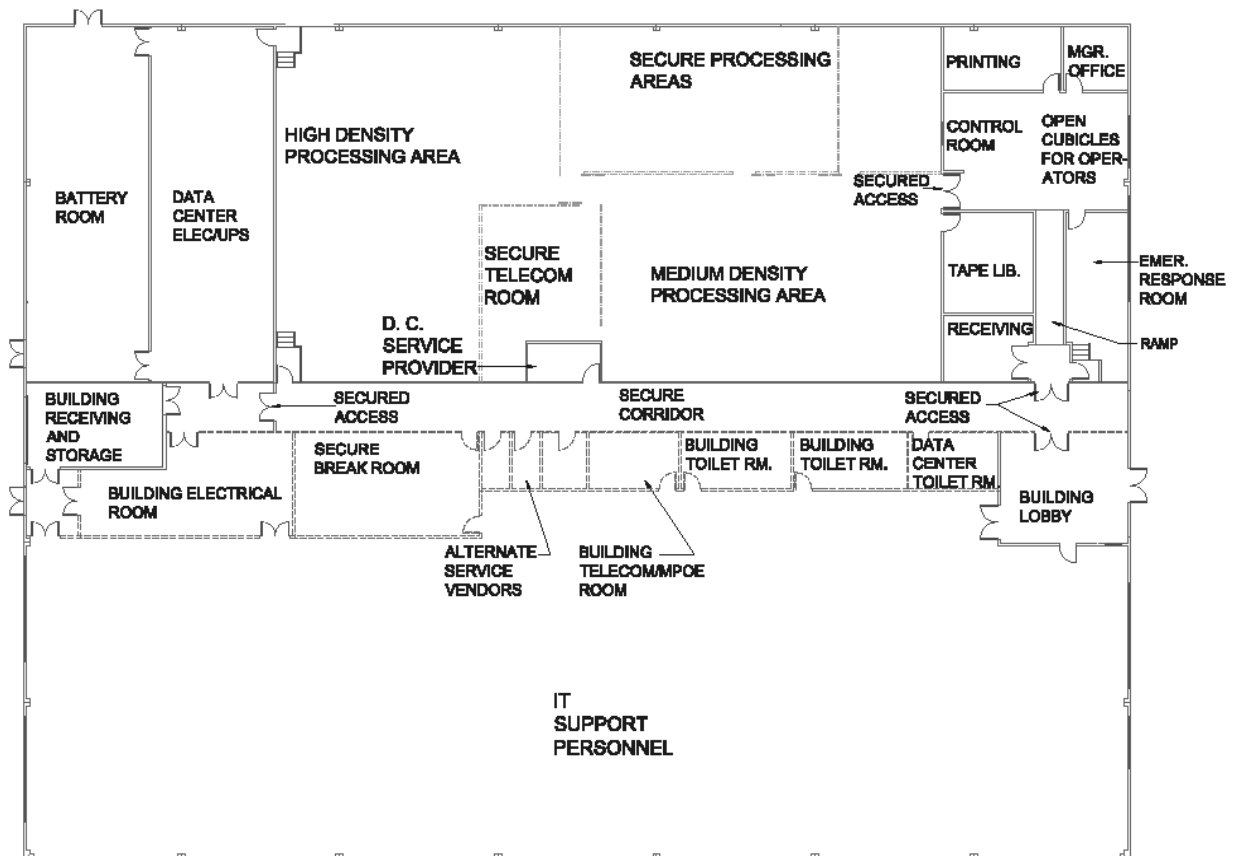 SECURE PROCESSING
AREAS
PRINTING
MGR.
OFFICE
HIGH DENSITY
PROCESSING AREA
CONTROL
ROOM
OPEN
CUBICLES
FOR OPER-
ATORS
BATTERY
ROOM
DATA
CENTER
ELEC/UPS
SECURED
ACCESS
SECURE
TELECOM
ROOM
MEDIUM DENSITY
PROCESSING AREA
TAPE LIB.
EMER.
RESPONSE
ROOM
D. C.
SERVICE
PROVIDER
RECEIVING
RAMP
BUILDING
RECEIVING
AND
STORAGE
SECURED
ACCESS
SECURE
CORRIDOR
SECURED
ACCESS
SECURE
BREAK ROOM
BUILDING
TOILET RM.
BUILDING
TOILET RM.
DATA
CENTER
TOILET RM.
BUILDING ELECTRICAL
ROOM
BUILDING
LOBBY
ALTERNATE
SERVICE
VENDORS
BUILDING
TELECOM/MPOE
ROOM
IT
SUPPORT
PERSONNEL